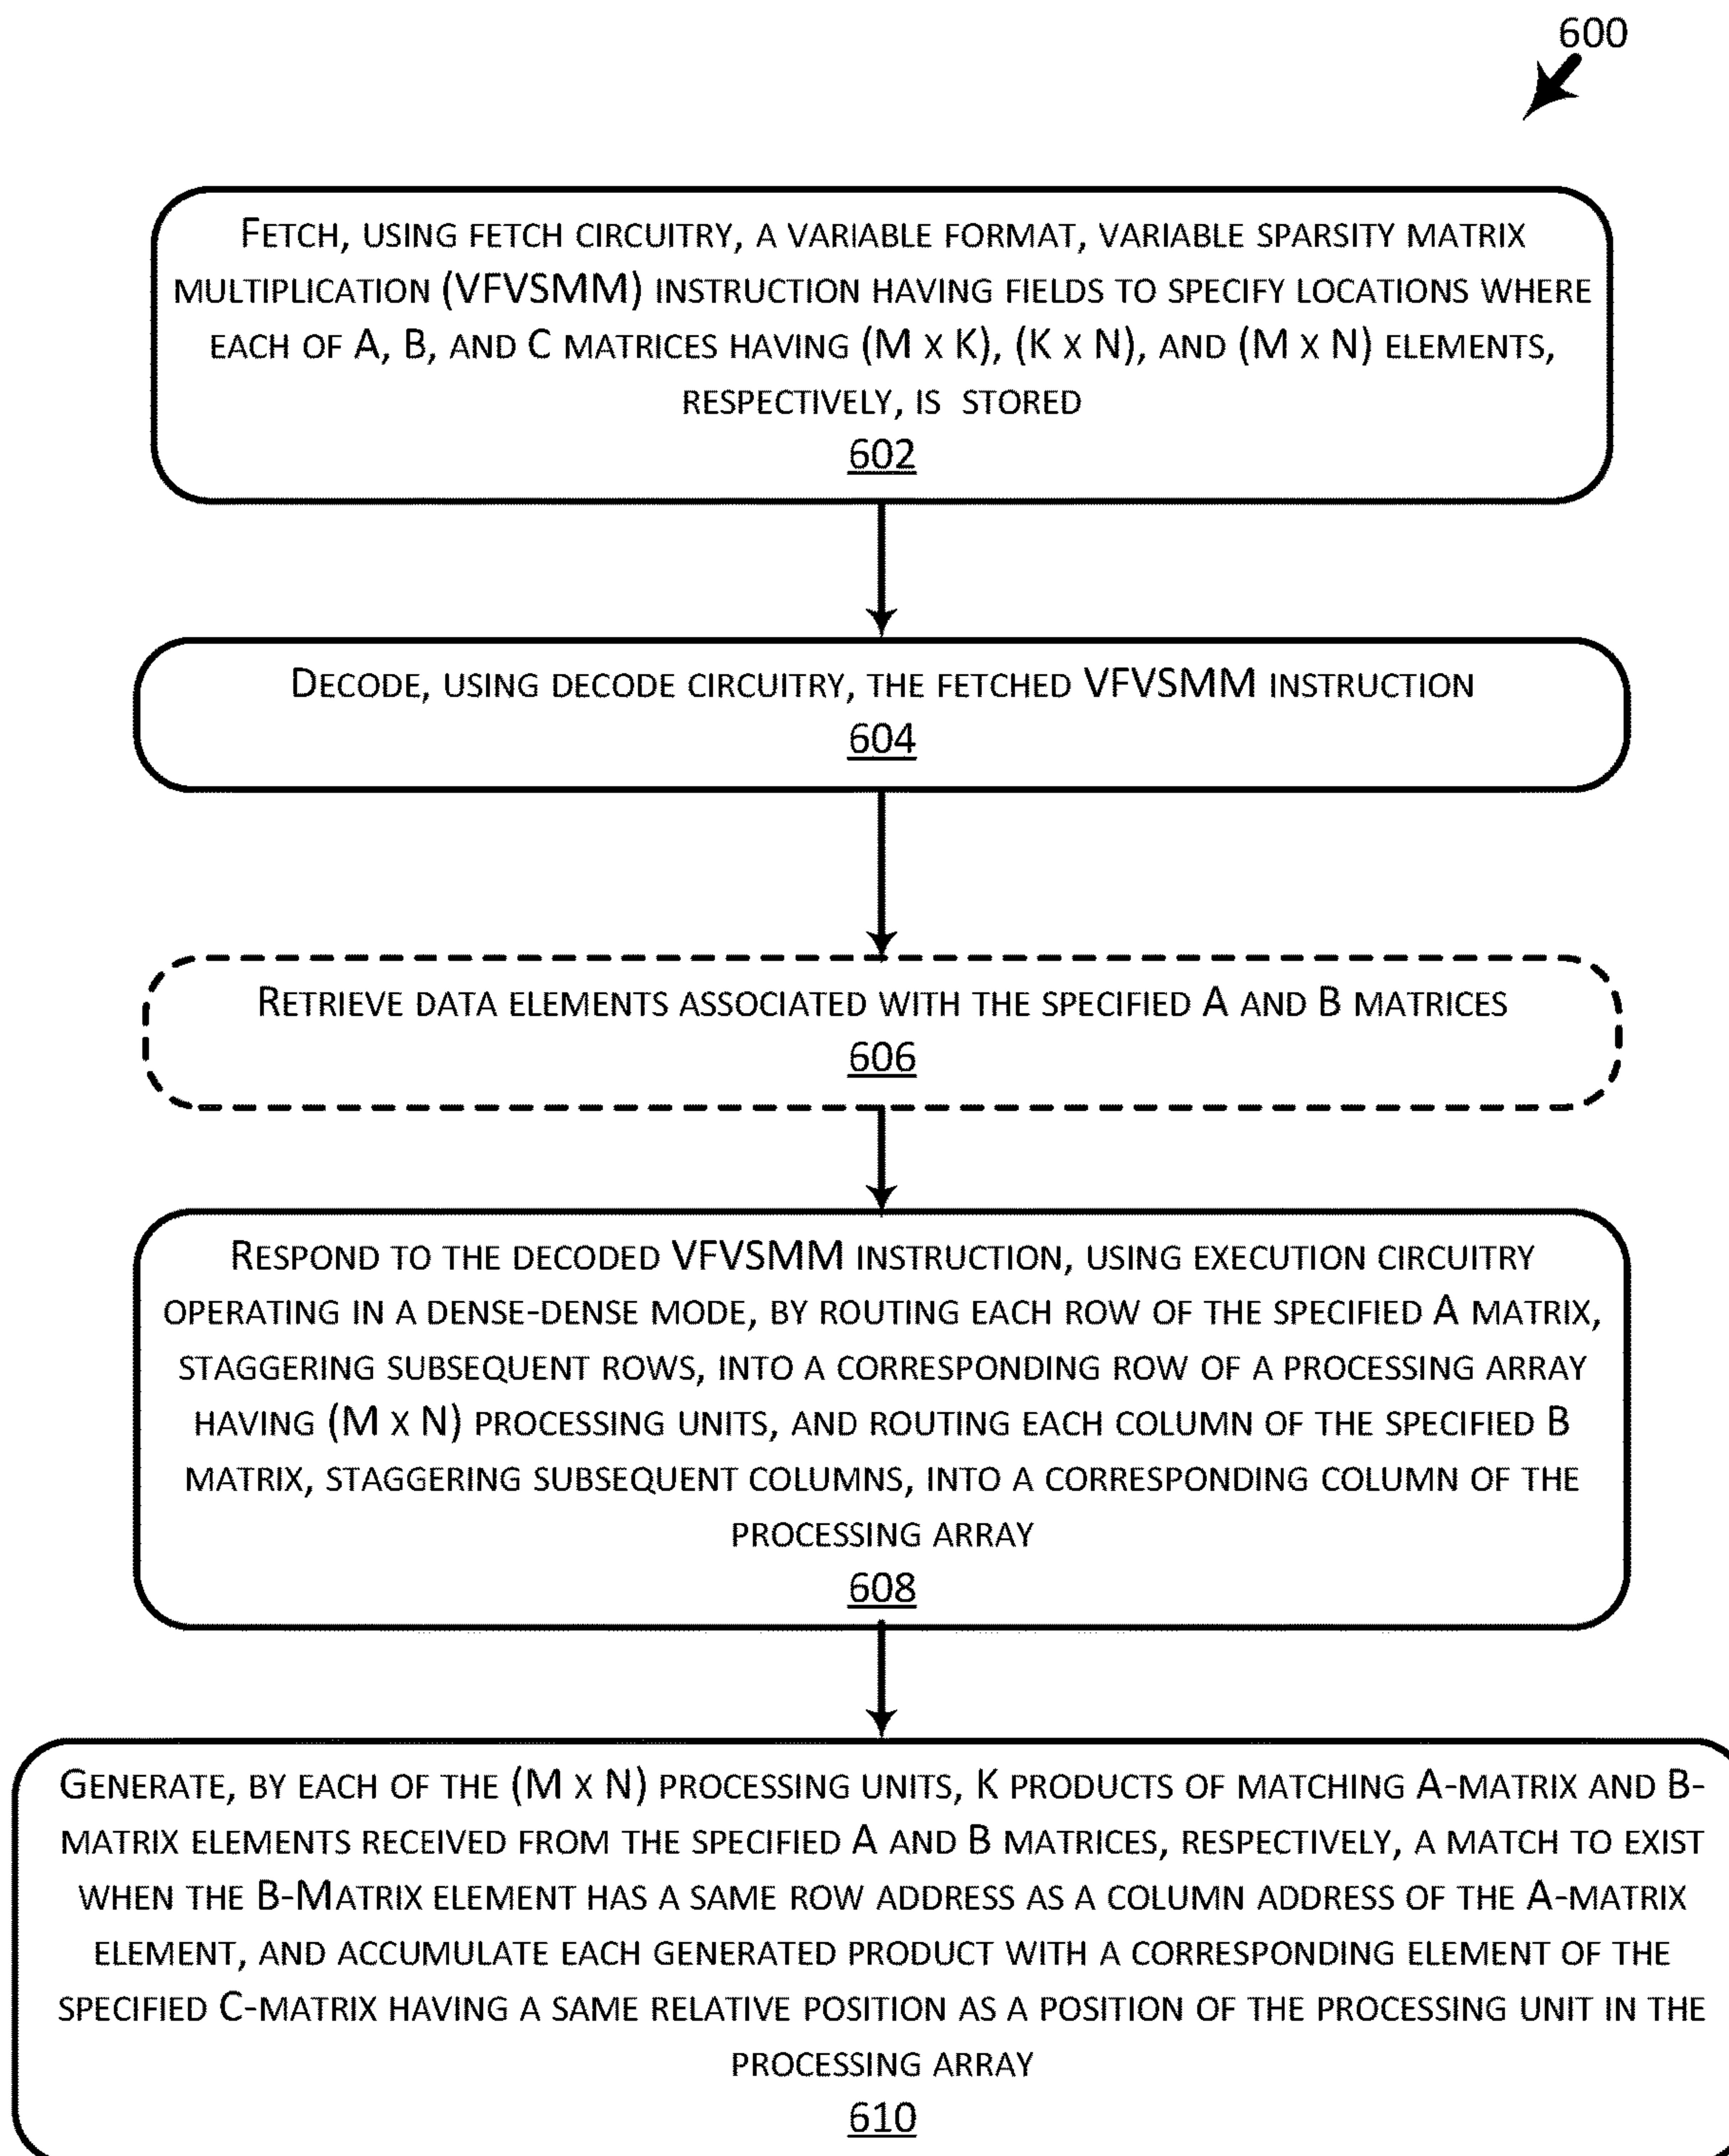 600
FETCH, USING FETCH CIRCUITRY, A VARIABLE FORMAT, VARIABLE SPARSITY MATRIX
MULTIPLICATION (VFVSMM) INSTRUCTION HAVING FIELDS TO SPECIFY LOCATIONS WHERE
EACH OF A, B, AND C MATRICES HAVING (M X K), (K X N), AND (M X N) ELEMENTS,
RESPECTIVELY, IS STORED
602
DECODE, USING DECODE CIRCUITRY, THE FETCHED VFVSMM INSTRUCTION
604
RETRIEVE DATA ELEMENTS ASSOCIATED WITH THE SPECIFIED A AND B MATRICES
606
RESPOND TO THE DECODED VFVSMM INSTRUCTION, USING EXECUTION CIRCUITRY
OPERATING IN A DENSE-DENSE MODE, BY ROUTING EACH ROW OF THE SPECIFIED A MATRIX,
STAGGERING SUBSEQUENT ROWS, INTO A CORRESPONDING ROW OF A PROCESSING ARRAY
HAVING (M X N) PROCESSING UNITS, AND ROUTING EACH COLUMN OF THE SPECIFIED B
MATRIX, STAGGERING SUBSEQUENT COLUMNS, INTO A CORRESPONDING COLUMN OF THE
PROCESSING ARRAY
608
GENERATE, BY EACH OF THE (M X N) PROCESSING UNITS, K PRODUCTS OF MATCHING A-MATRIX AND B-
MATRIX ELEMENTS RECEIVED FROM THE SPECIFIED A AND B MATRICES, RESPECTIVELY, A MATCH TO EXIST
WHEN THE B-MATRIX ELEMENT HAS A SAME ROW ADDRESS AS A COLUMN ADDRESS OF THE A-MATRIX
ELEMENT, AND ACCUMULATE EACH GENERATED PRODUCT WITH A CORRESPONDING ELEMENT OF THE
SPECIFIED C-MATRIX HAVING A SAME RELATIVE POSITION AS A POSITION OF THE PROCESSING UNIT IN THE
PROCESSING ARRAY
610